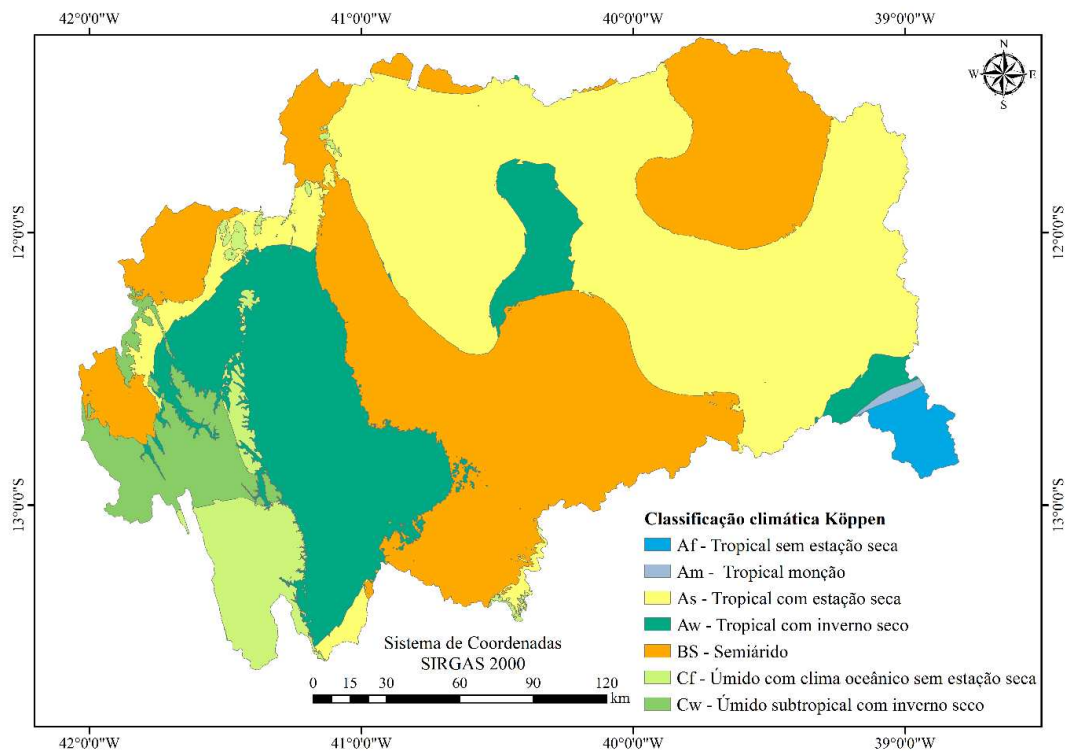 42°0'0"W 41°0'0"W 40°0'0"W 39°0'0"W
N
W E
S
12°0'0"S 12°0'0"S
13°0'0"S 13°0'0"S
Classificação climática Köppen
Af - Tropical sem estação seca
Am - Tropical monção
As - Tropical com estação seca
Aw - Tropical com inverno seco
BS - Semiárido
Cf - Úmido com clima oceânico sem estação seca
Cw - Úmido subtropical com inverno seco
Sistema de Coordenadas
SIRGAS 2000
0 15 30 60 90 120
km
42°0'0"W 41°0'0"W 40°0'0"W 39°0'0"W